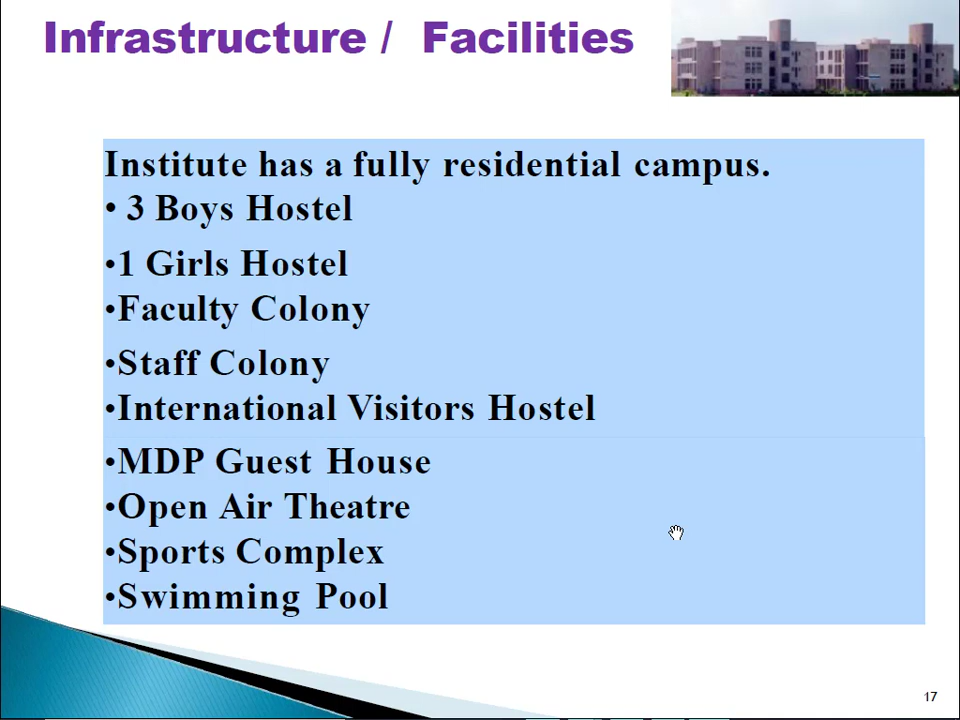 Infrastructure / Facilities
Institute has a fully residential campus.
• 3 Boys Hostel
•1 Girls Hostel
•Faculty Colony
•Staff Colony
•International Visitors Hostel
•MDP Guest House
•Open Air Theatre
•Sports Complex
•Swimming Pool
17